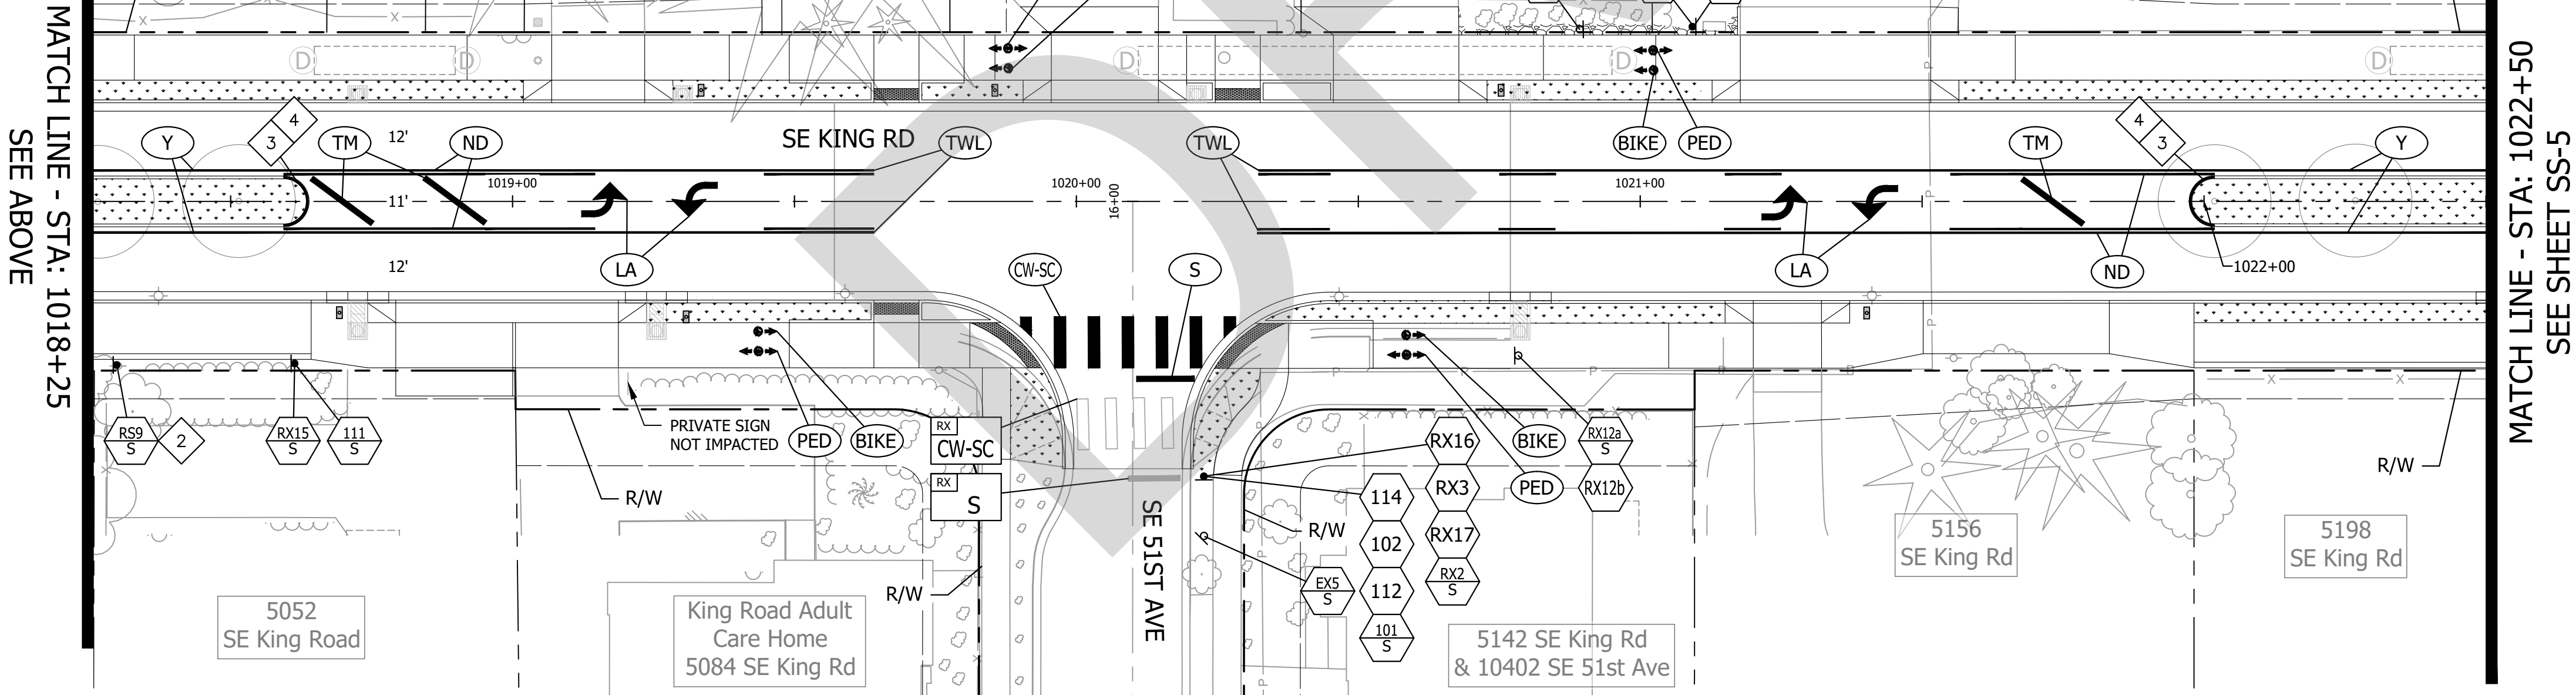 MATCH LINE - STA: 1018+25
SEE ABOVE
MATCH LINE - STA: 1022+50
SEE SHEET SS-5
D
D
D
D
D
Y
4
3
TM
12'
ND
SE KING RD
TWL
TWL
BIKE
PED
4
3
TM
Y
11'
1019+00
1020+00
16+00
1021+00
12'
LA
CW-SC
S
LA
ND
1022+00
RS9
S
2
RX15
S
111
S
PRIVATE SIGN
NOT IMPACTED
PED
BIKE
RX
CW-SC
RX
S
RX16
RX3
RX17
RX2
S
114
102
112
101
S
BIKE
PED
RX12a
S
RX12b
EX5
S
R/W
R/W
R/W
R/W
SE 51ST AVE
5052
SE King Road
King Road Adult
Care Home
5084 SE King Rd
5142 SE King Rd
& 10402 SE 51st Ave
5156
SE King Rd
5198
SE King Rd